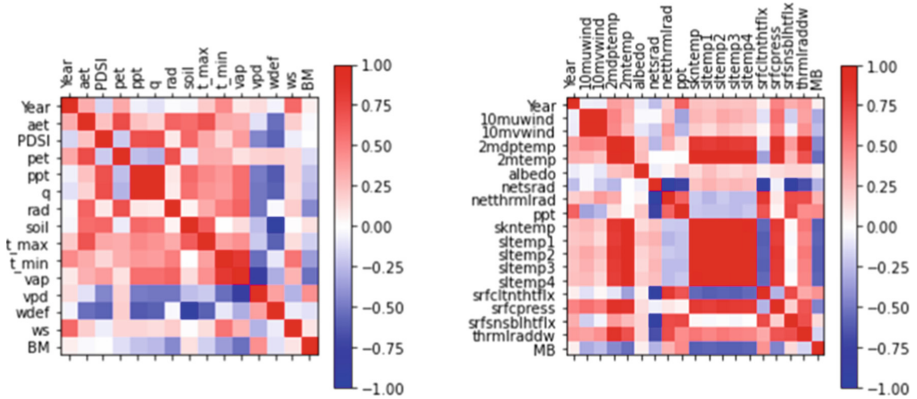 Year
aet
PDSI
pet
ppt
q
rad
soil
t_max
t_min
vap
vpd
wdef
ws
BM
Year
aet
PDSI
pet
ppt
q
rad
soil
t_max
t_min
vap
vpd
wdef
ws
BM
1.00
0.75
0.50
0.25
0.00
−0.25
−0.50
−0.75
−1.00
Year
10muwind
10mvwind
2mdptemp
2mtemp
albedo
netsrad
netthrmlrad
ppt
skntemp
sltemp1
sltemp2
sltemp3
sltemp4
srfcltnthtflx
srfcpress
srfsnsblhtflx
thrmlraddw
MB
Year
10muwind
10mvwind
2mdptemp
2mtemp
albedo
netsrad
netthrmlrad
ppt
skntemp
sltemp1
sltemp2
sltemp3
sltemp4
srfcltnthtflx
srfcpress
srfsnsblhtflx
thrmlraddw
MB
1.00
0.75
0.50
0.25
0.00
−0.25
−0.50
−0.75
−1.00